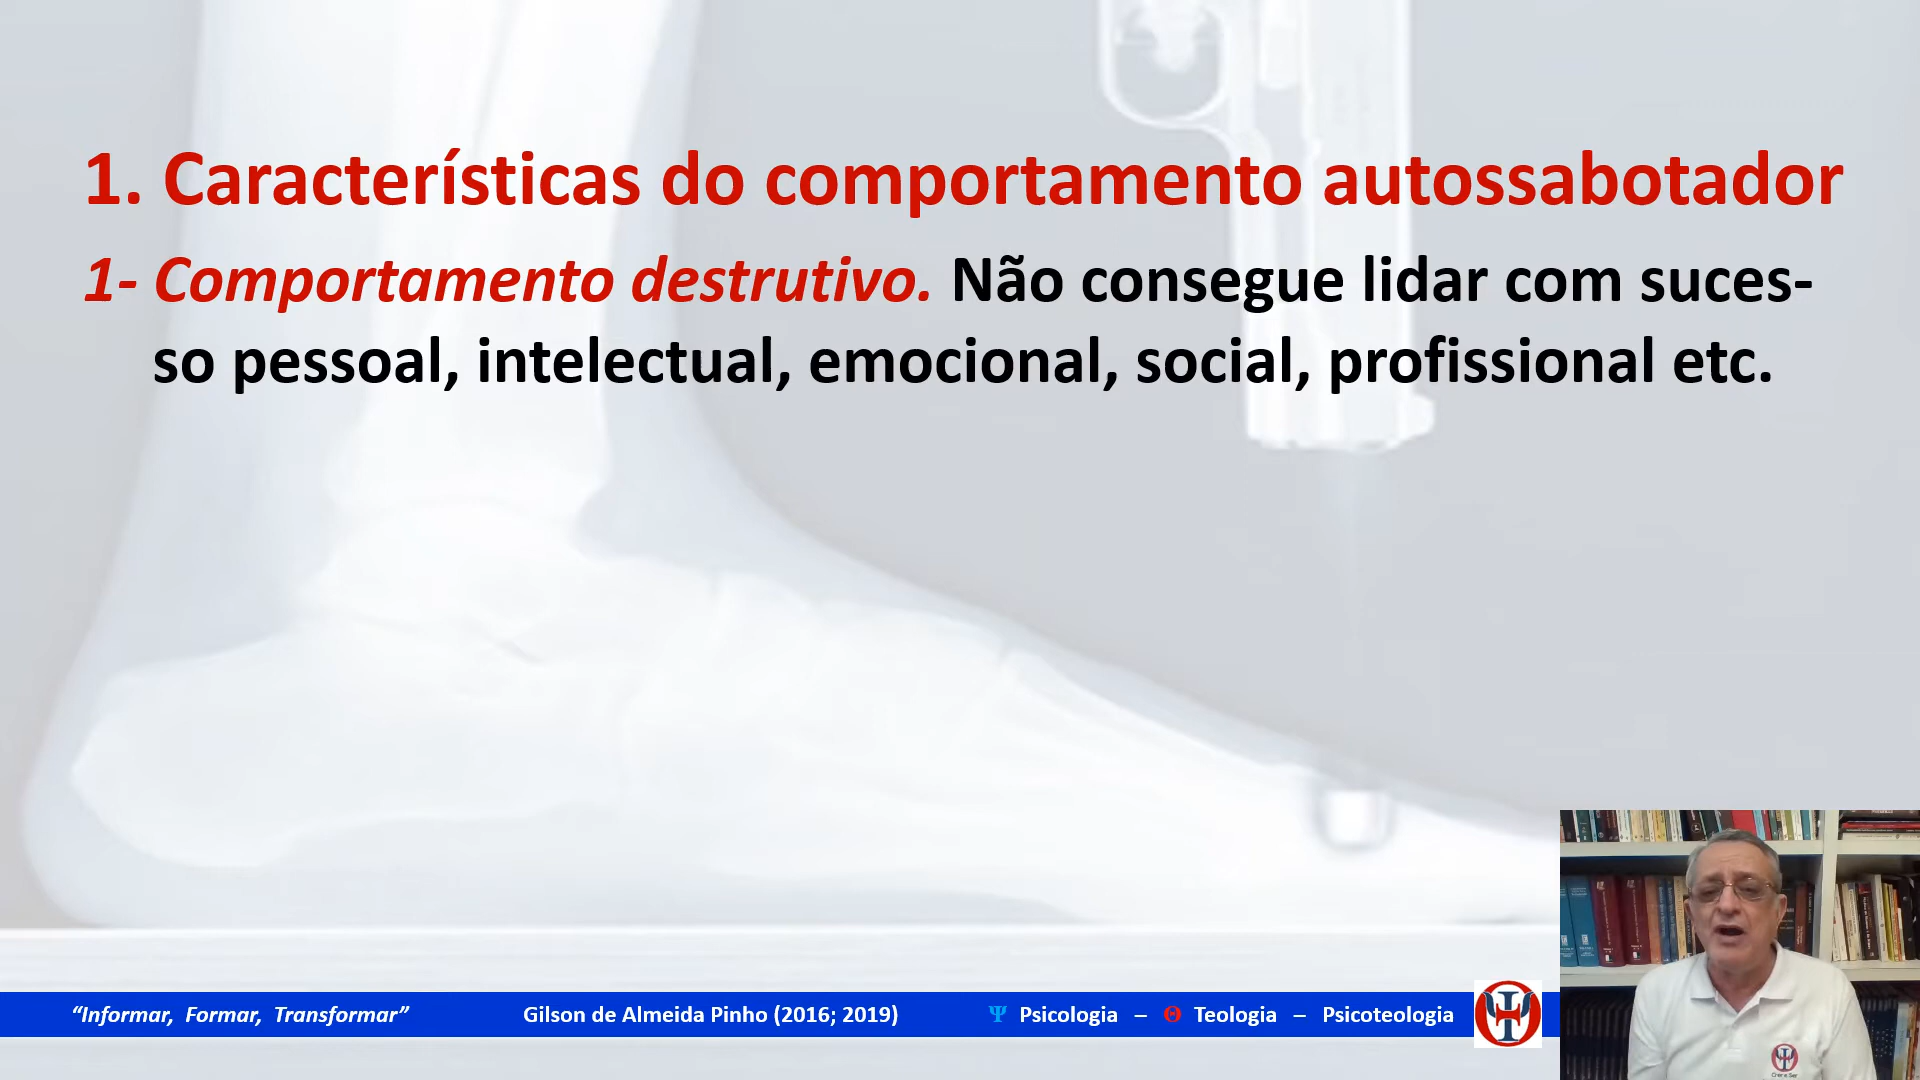 1. Características do comportamento autossabotador
1- Comportamento destrutivo. Não consegue lidar com suces-
so pessoal, intelectual, emocional, social, profissional etc.
“Informar, Formar, Transformar” Gilson de Almeida Pinho (2016; 2019) Ψ Psicologia – Θ Teologia – Psicoteologia